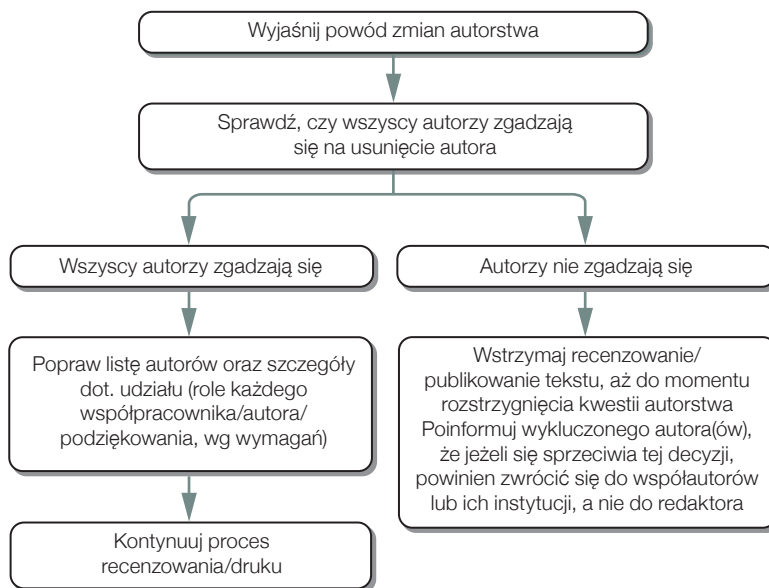 Wyjaśnij powód zmian autorstwa
Sprawdź, czy wszyscy autorzy zgadzają
się na usunięcie autora
Wszyscy autorzy zgadzają się
Autorzy nie zgadzają się
Popraw listę autorów oraz szczegóły
dot. udziału (role każdego
współpracownika/autora/
podziękowania, wg wymagań)
Wstrzymaj recenzowanie/
publikowanie tekstu, aż do momentu
rozstrzygnięcia kwestii autorstwa
Poinformuj wykluczonego autora(ów),
że jeżeli się sprzeciwia tej decyzji,
powinien zwrócić się do współautorów
lub ich instytucji, a nie do redaktora
Kontynuuj proces
recenzowania/druku